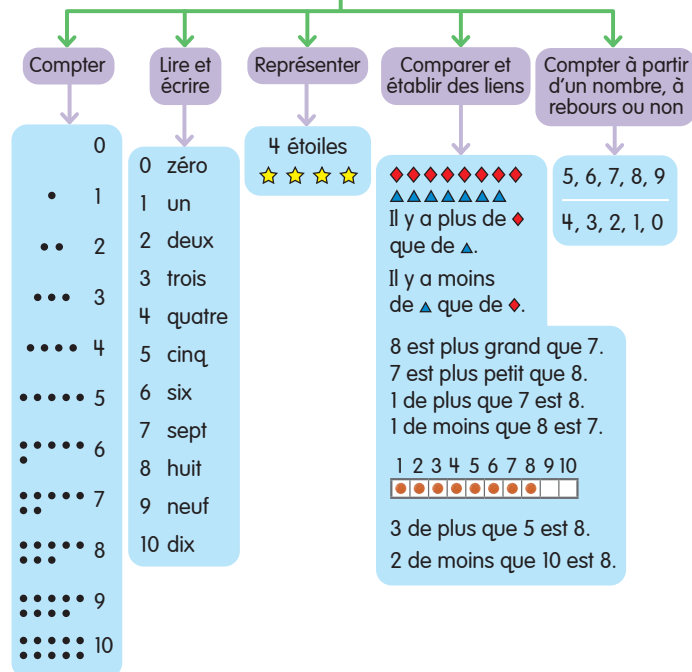 Compter
0
1
2
3
4
5
6
7
8
9
10
Lire et
écrire
0 zéro
1 un
2 deux
3 trois
4 quatre
5 cinq
6 six
7 sept
8 huit
9 neuf
10 dix
Représenter
4 étoiles
Comparer et
établir des liens
Il y a plus de
que de .
Il y a moins
de que de .
8 est plus grand que 7.
7 est plus petit que 8.
1 de plus que 7 est 8.
1 de moins que 8 est 7.
1 2 3 4 5 6 7 8 9 10
3 de plus que 5 est 8.
2 de moins que 10 est 8.
Compter à partir
d'un nombre, à
rebours ou non
5, 6, 7, 8, 9
4, 3, 2, 1, 0